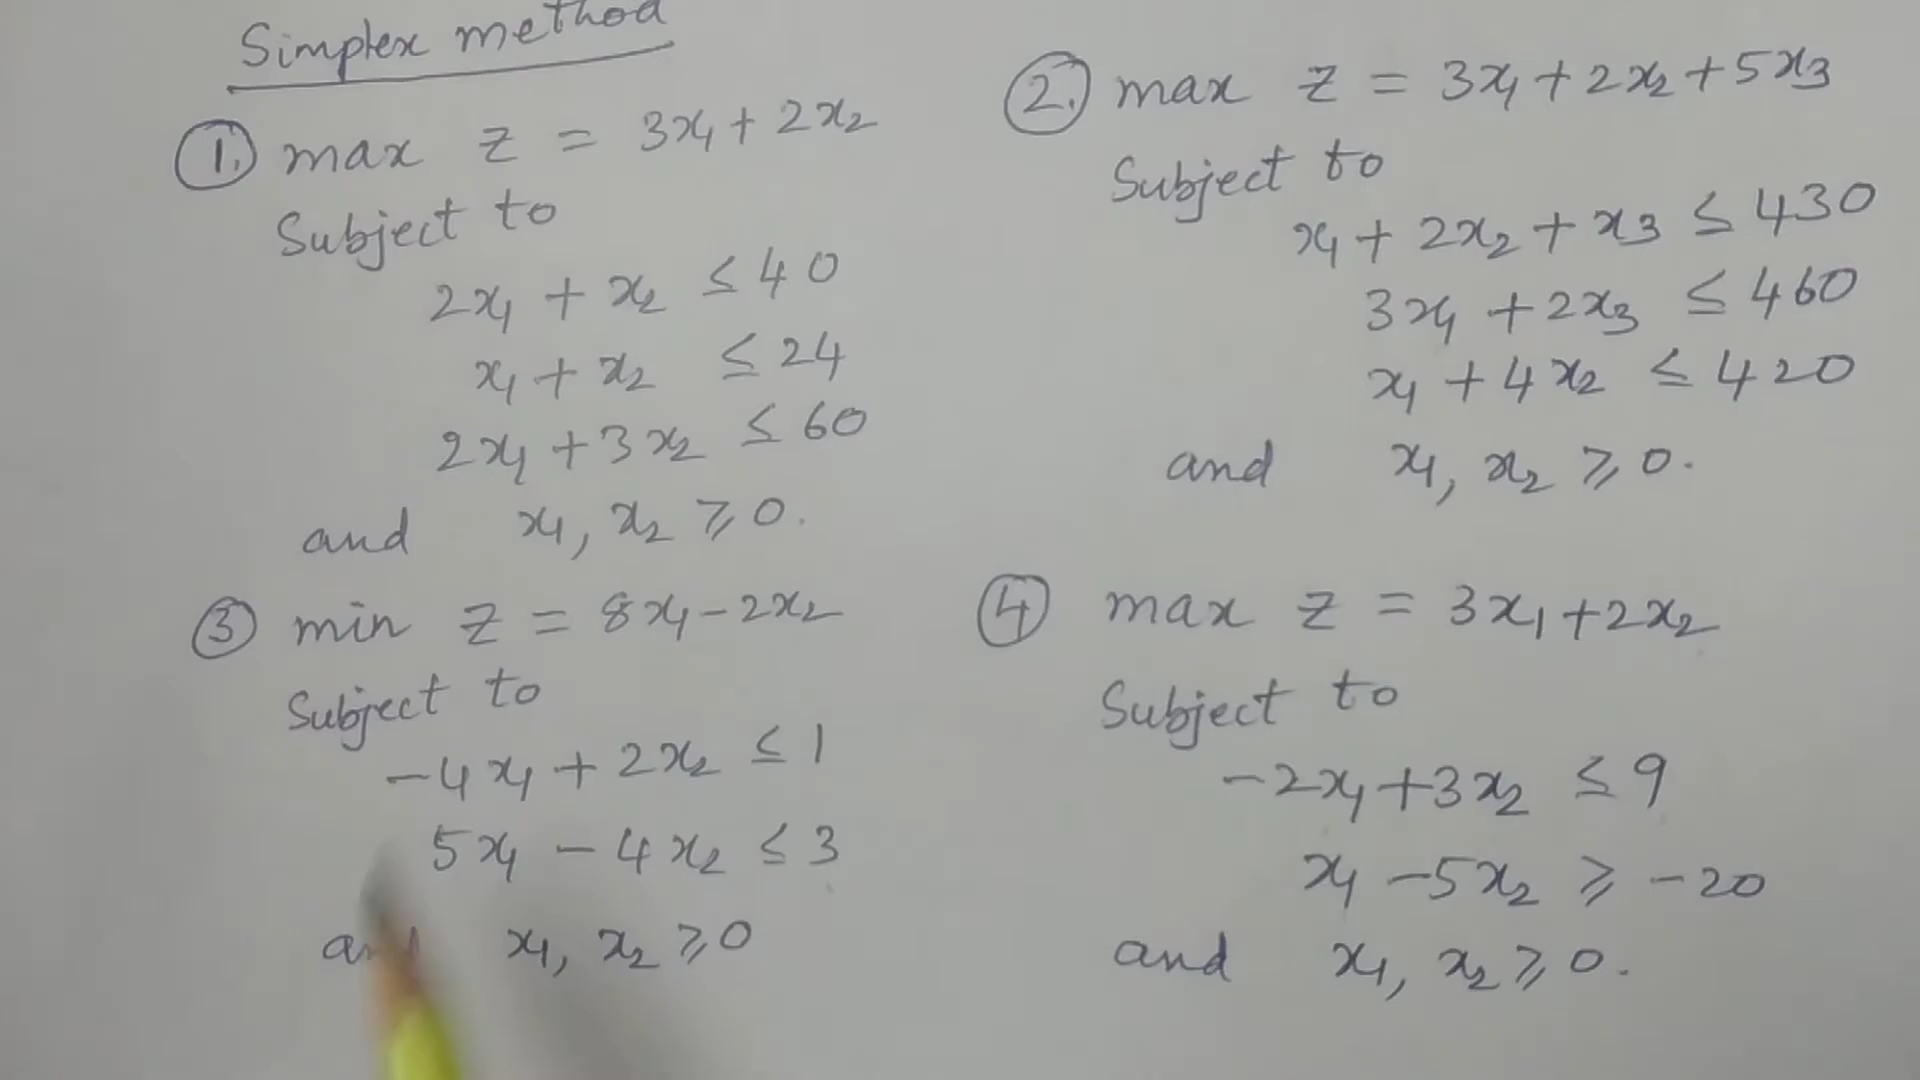 Simplex method
1. max z = 3x₁ + 2x₂
Subject to
2x₁ + x₂ ≤ 40
x₁ + x₂ ≤ 24
2x₁ + 3x₂ ≤ 60
and x₁, x₂ ≥ 0.
2. max z = 3x₁ + 2x₂ + 5x₃
Subject to
x₁ + 2x₂ + x₃ ≤ 430
3x₁ + 2x₃ ≤ 460
x₁ + 4x₂ ≤ 420
and x₁, x₂ ≥ 0.
3 min z = 8x₁ - 2x₂
Subject to
-4x₁ + 2x₂ ≤ 1
5x₁ - 4x₂ ≤ 3
and x₁, x₂ ≥ 0
4 max z = 3x₁ + 2x₂
Subject to
-2x₁ + 3x₂ ≤ 9
x₁ - 5x₂ ≥ -20
and x₁, x₂ ≥ 0.